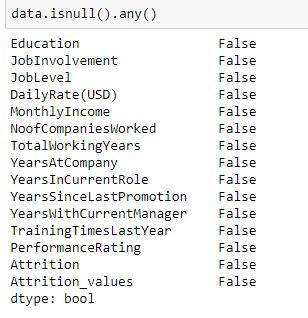 data.isnull().any()
Education False
JobInvolvement False
JobLevel False
DailyRate(USD) False
MonthlyIncome False
NoofCompaniesWorked False
TotalWorkingYears False
YearsAtCompany False
YearsInCurrentRole False
YearsSinceLastPromotion False
YearsWithCurrentManager False
TrainingTimesLastYear False
PerformanceRating False
Attrition False
Attrition_values False
dtype: bool